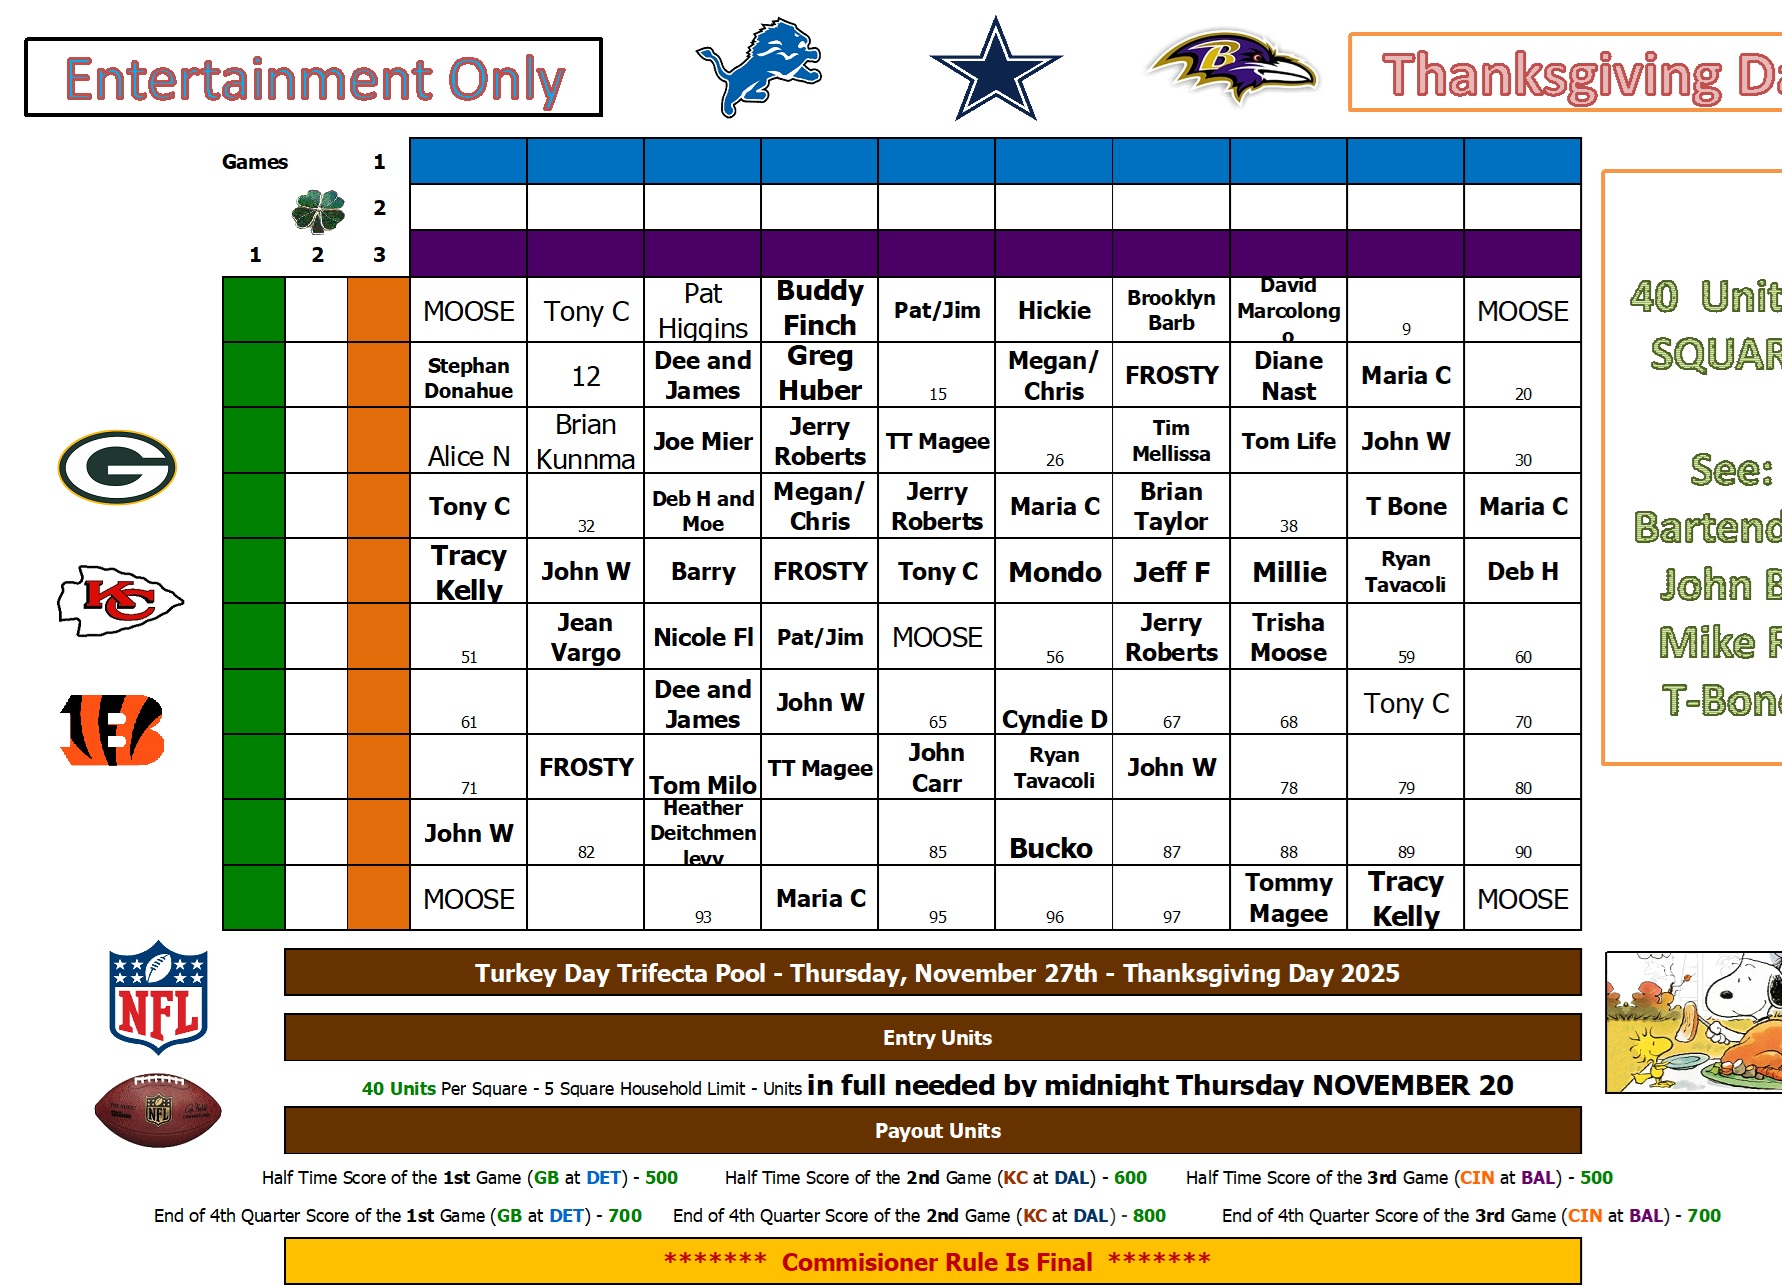 Entertainment Only
Thanksgiving Da
Games 1
2
1 2 3
MOOSE Tony C Pat Higgins Buddy Finch Pat/Jim Hickie Brooklyn Barb David Marcolongo 9 MOOSE
Stephan Donahue 12 Dee and James Greg Huber 15 Megan/Chris FROSTY Diane Nast Maria C 20
Alice N Brian Kunnma Joe Mier Jerry Roberts TT Magee 26 Tim Mellissa Tom Life John W 30
Tony C 32 Deb H and Moe Megan/Chris Jerry Roberts Maria C Brian Taylor 38 T Bone Maria C
Tracy Kelly John W Barry FROSTY Tony C Mondo Jeff F Millie Ryan Tavacoli Deb H
51 Jean Vargo Nicole Fl Pat/Jim MOOSE 56 Jerry Roberts Trisha Moose 59 60
61 Dee and James John W 65 Cyndie D 67 68 Tony C 70
71 FROSTY Tom Milo TT Magee John Carr Ryan Tavacoli John W 78 79 80
John W 82 Heather Deitchmen levy 85 Bucko 87 88 89 90
MOOSE 93 Maria C 95 96 97 Tommy Magee Tracy Kelly MOOSE
40 Unit
SQUAR
See:
Bartend
John B
Mike R
T-Bon
G
KC
B
B
NFL
NFL
Turkey Day Trifecta Pool - Thursday, November 27th - Thanksgiving Day 2025
Entry Units
40 Units Per Square - 5 Square Household Limit - Units in full needed by midnight Thursday NOVEMBER 20
Payout Units
Half Time Score of the 1st Game (GB at DET) - 500 Half Time Score of the 2nd Game (KC at DAL) - 600 Half Time Score of the 3rd Game (CIN at BAL) - 500
End of 4th Quarter Score of the 1st Game (GB at DET) - 700 End of 4th Quarter Score of the 2nd Game (KC at DAL) - 800 End of 4th Quarter Score of the 3rd Game (CIN at BAL) - 700
******* Commisioner Rule Is Final *******